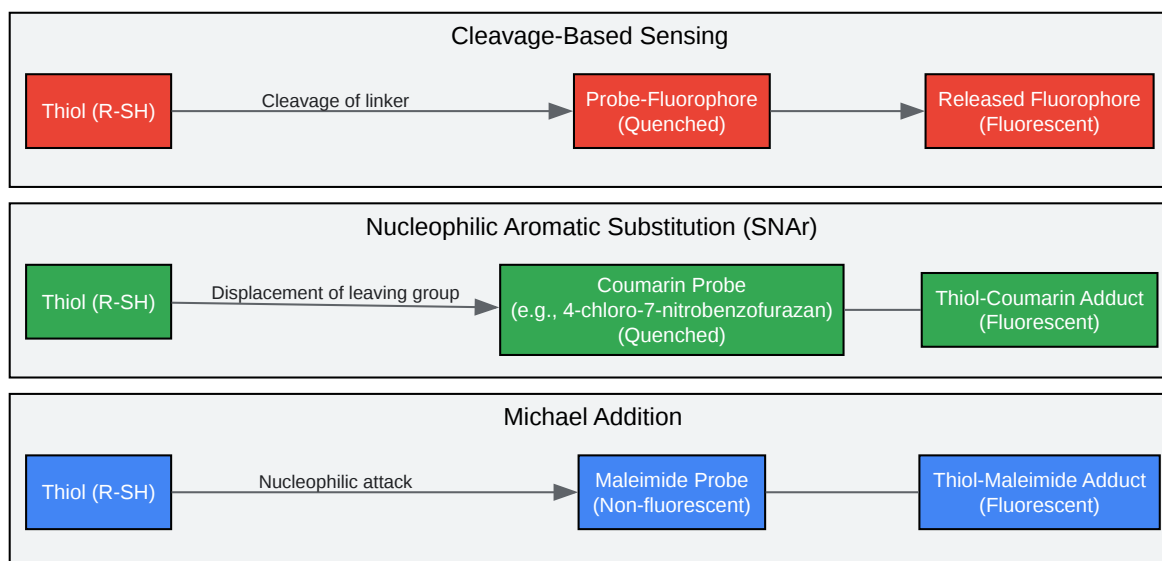 Cleavage-Based Sensing
Thiol (R-SH)
Cleavage of linker
Probe-Fluorophore
(Quenched)
Released Fluorophore
(Fluorescent)
Nucleophilic Aromatic Substitution (SNAr)
Thiol (R-SH)
Displacement of leaving group
Coumarin Probe
(e.g., 4-chloro-7-nitrobenzofurazan)
(Quenched)
Thiol-Coumarin Adduct
(Fluorescent)
Michael Addition
Thiol (R-SH)
Nucleophilic attack
Maleimide Probe
(Non-fluorescent)
Thiol-Maleimide Adduct
(Fluorescent)